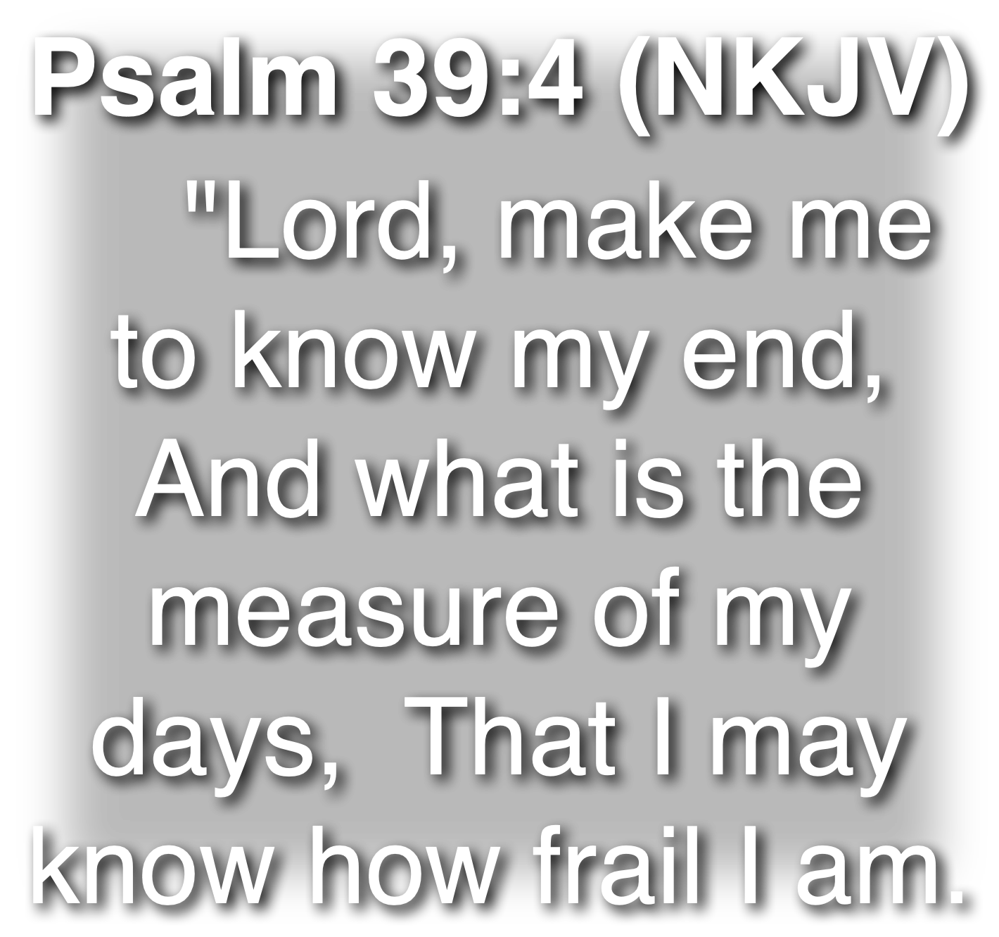 Psalm 39:4 (NKJV)
"Lord, make me
to know my end,
And what is the
measure of my
days,  That I may
know how frail I am.